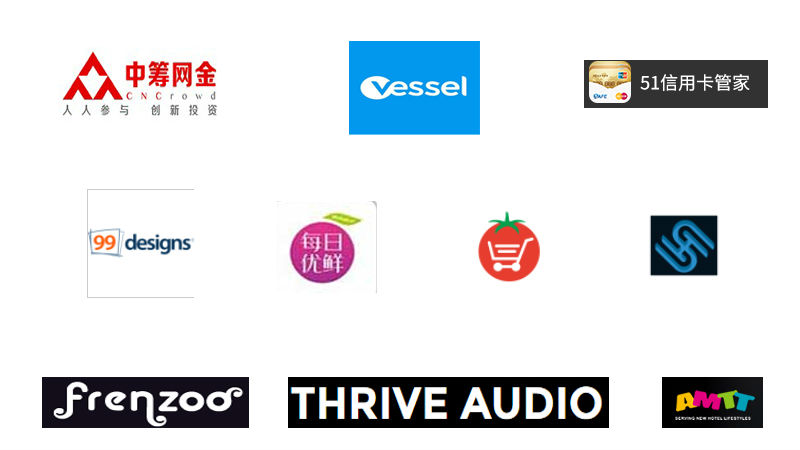 中筹网金
CNCrowd
人人参与 创新投资
vessel
51信用卡管家
99designs
每日
优鲜
frenzoo
THRIVE AUDIO
AMTT
SERVING NEW HOTEL LIFESTYLES